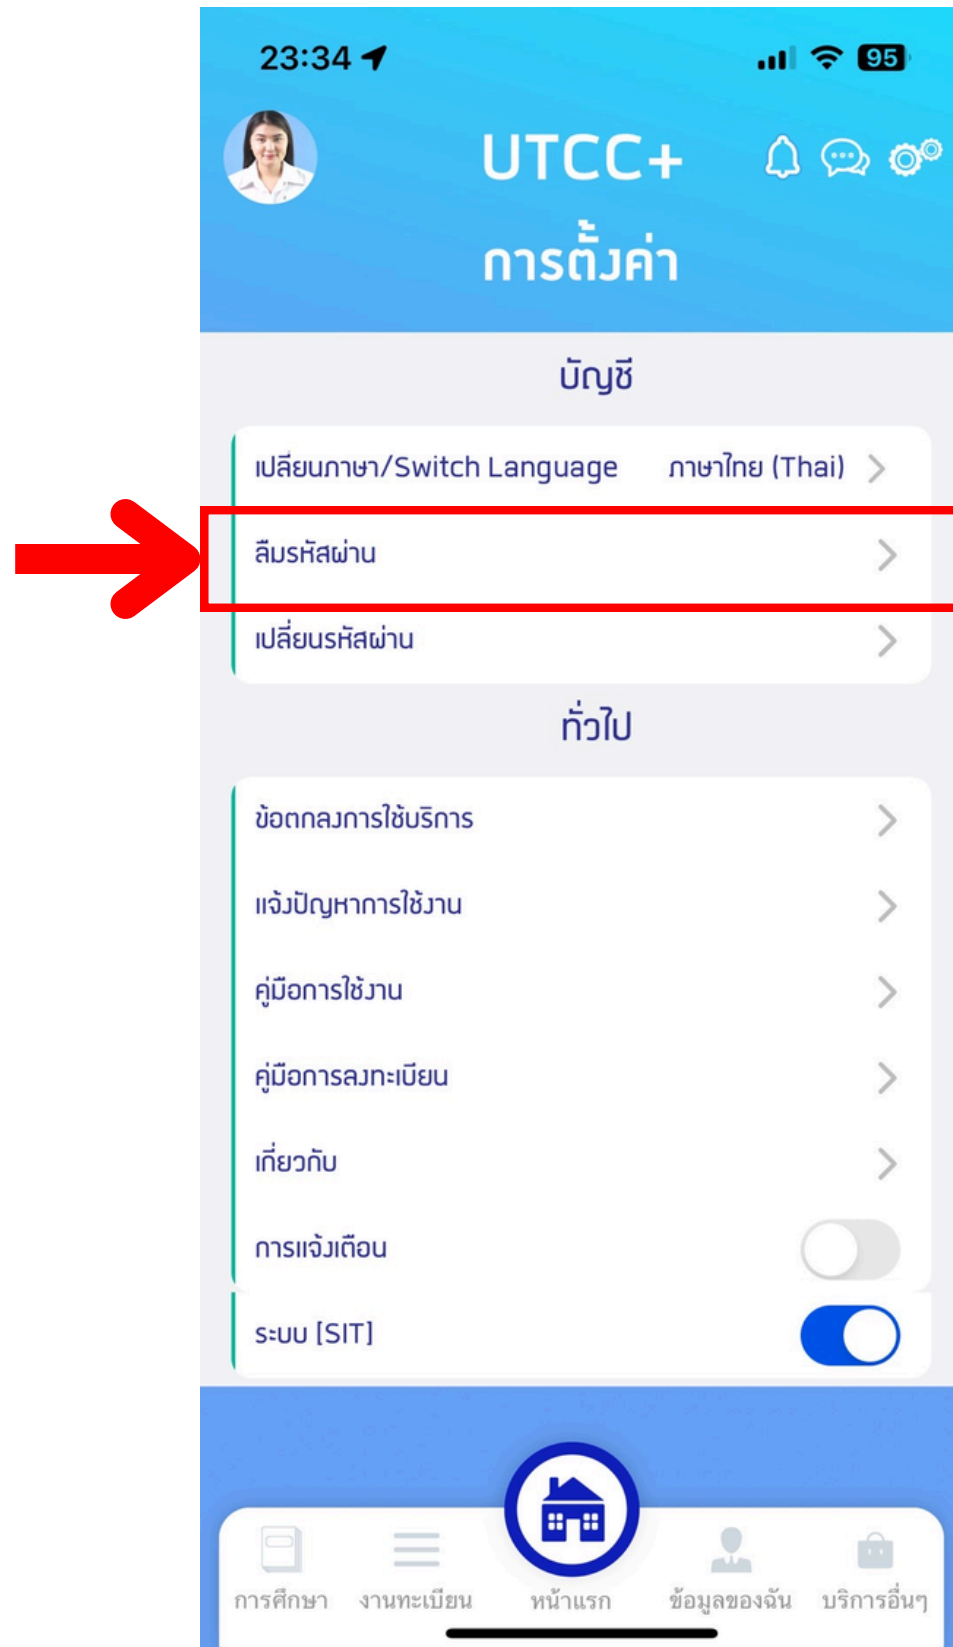 23:34
95
UTCC+
การตั้งค่า
บัญชี
เปลี่ยนภาษา/Switch Language ภาษาไทย (Thai)
ลืมรหัสผ่าน
เปลี่ยนรหัสผ่าน
ทั่วไป
ข้อตกลงการใช้บริการ
แจ้งปัญหาการใช้งาน
คู่มือการใช้งาน
คู่มือการลงทะเบียน
เกี่ยวกับ
การแจ้งเตือน
ระบบ [SIT]
การศึกษา งานทะเบียน หน้าแรก ข้อมูลของฉัน บริการอื่นๆ